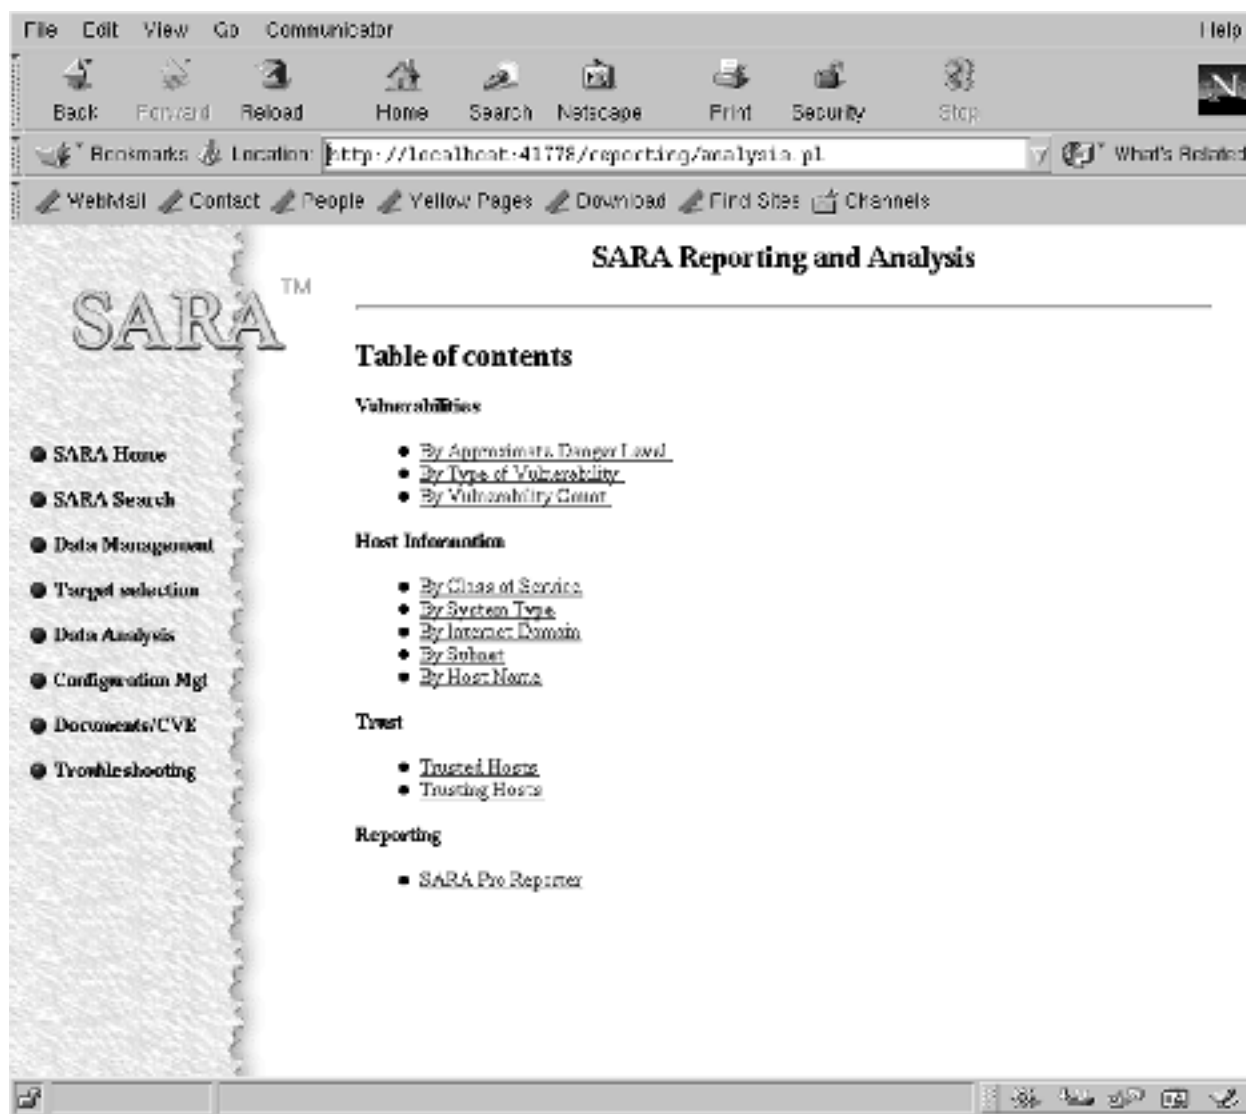 File Edit View Go Communicator Help
Back Forward Reload Home Search Netscape Print Security Stop
Bookmarks Location: http://localhost:41778/reporting/analysis.pl What's Related
WebMail Contact People Yellow Pages Download Find Sites Channels
SARA Reporting and Analysis
SARA TM
Table of contents
Vulnerabilities
By Approximate Danger Level
By Type of Vulnerability
By Vulnerability Count
Host Information
By Class of Service
By System Type
By Internet Domain
By Subnet
By Host Name
Trust
Trusted Hosts
Trusting Hosts
Reporting
SARA Pro Reporter
SARA Home
SARA Search
Data Management
Target selection
Data Analysis
Configuration Mgt
Documents/CVE
Troubleshooting